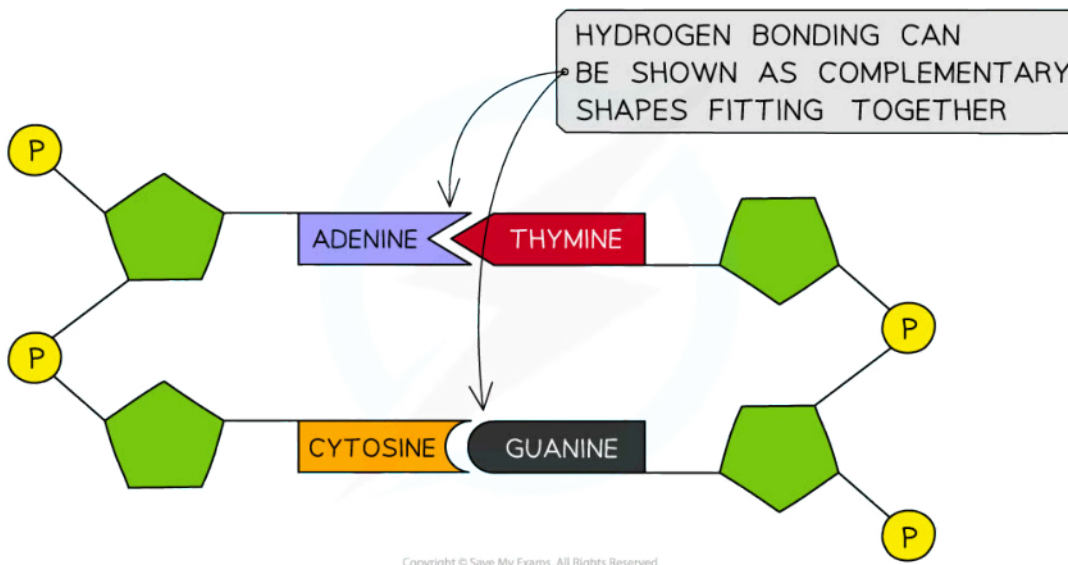 HYDROGEN BONDING CAN
BE SHOWN AS COMPLEMENTARY
SHAPES FITTING TOGETHER
P
ADENINE THYMINE
P
P
CYTOSINE GUANINE
P
Copyright © Save My Exams. All Rights Reserved